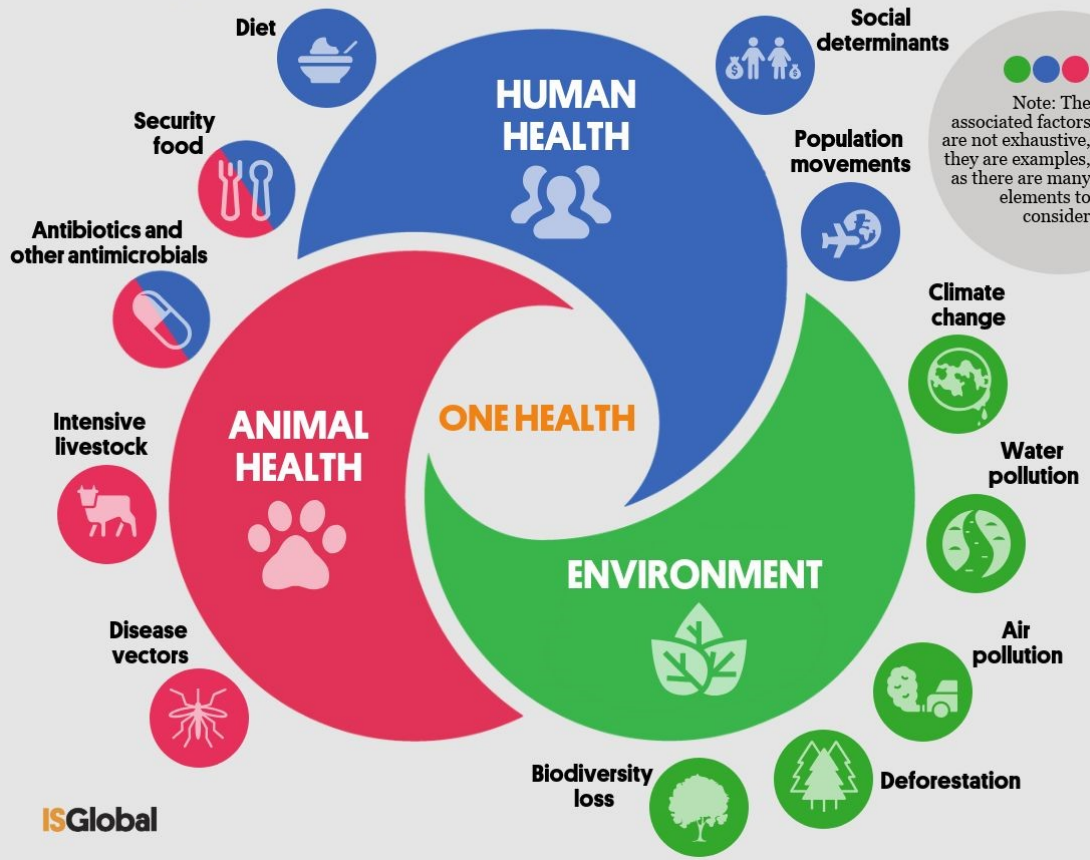 Diet
Social
determinants
HUMAN
HEALTH
Note: The
associated factors
are not exhaustive,
they are examples,
as there are many
elements to
consider
Security
food
Population
movements
Antibiotics and
other antimicrobials
Climate
change
ANIMAL
HEALTH
ONE HEALTH
Intensive
livestock
Water
pollution
ENVIRONMENT
Disease
vectors
Air
pollution
Biodiversity
loss
Deforestation
ISGlobal